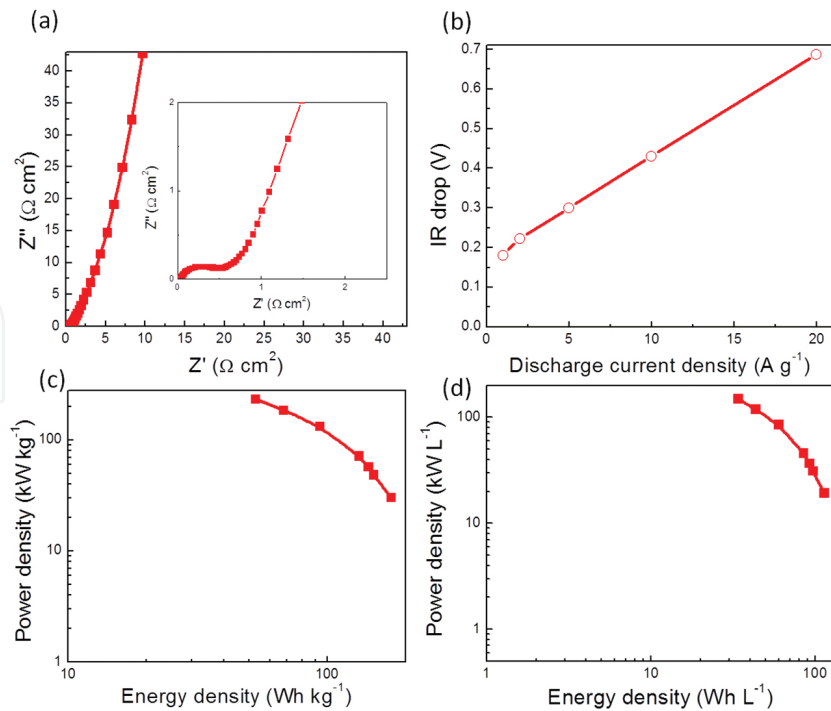 (a)
40
35
30
25
20
15
10
5
0
Z'' (Ω cm²)
0 5 10 15 20 25 30 35 40
Z' (Ω cm²)
2
1
0
Z'' (Ω cm²)
0 1 2
Z' (Ω cm²)
(b)
0.7
0.6
0.5
0.4
0.3
0.2
0.1
0.0
IR drop (V)
0 5 10 15 20
Discharge current density (A g⁻¹)
(c)
100
10
1
Power density (kW kg⁻¹)
10 100
Energy density (Wh kg⁻¹)
(d)
100
10
1
Power density (kW L⁻¹)
1 10 100
Energy density (Wh L⁻¹)